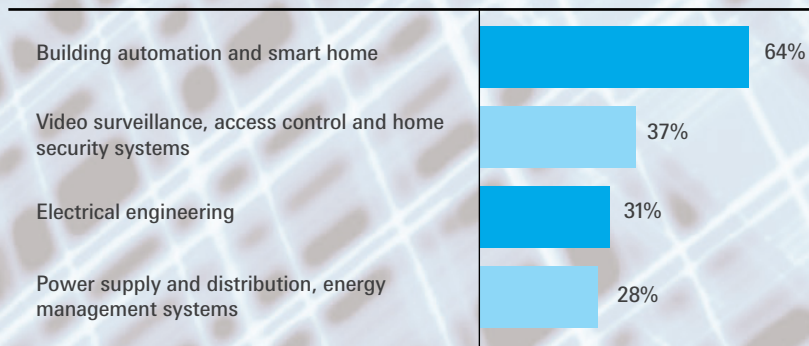 Building automation and smart home
64%
Video surveillance, access control and home
security systems
37%
Electrical engineering
31%
Power supply and distribution, energy
management systems
28%